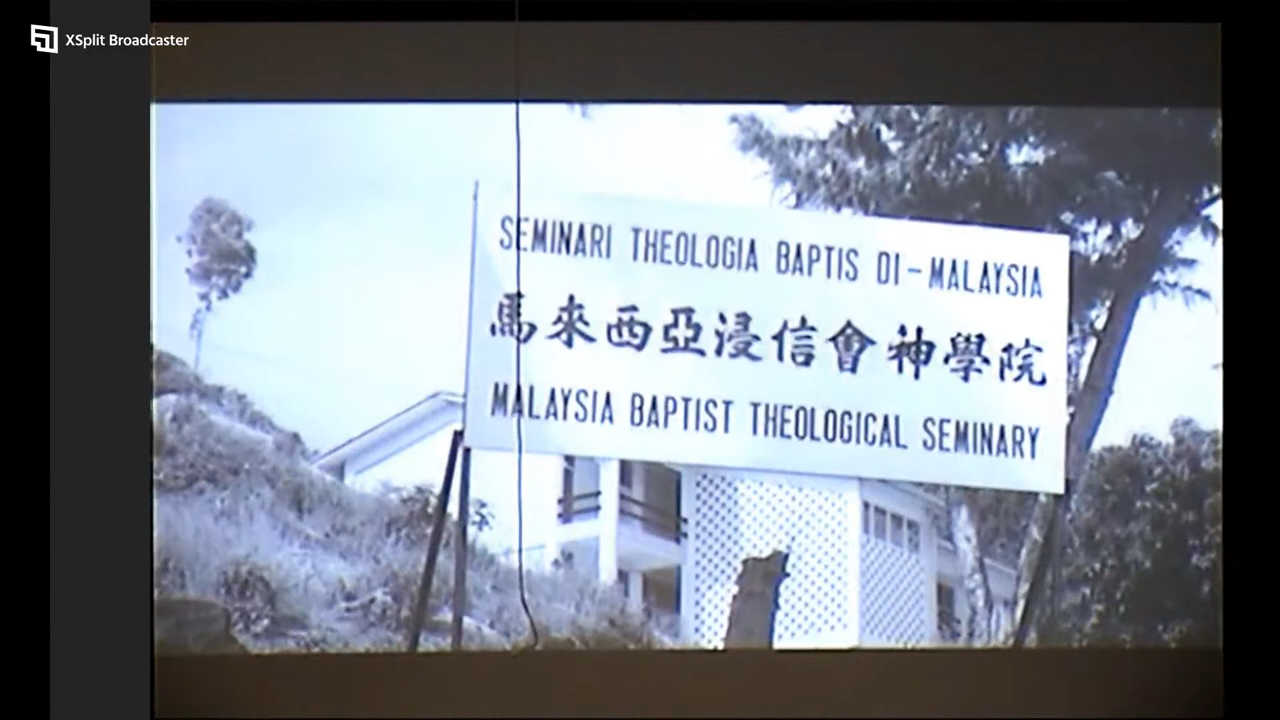 XSplit Broadcaster
SEMINARI THEOLOGIA BAPTIS DI-MALAYSIA
馬來西亞浸信會神學院
MALAYSIA BAPTIST THEOLOGICAL SEMINARY